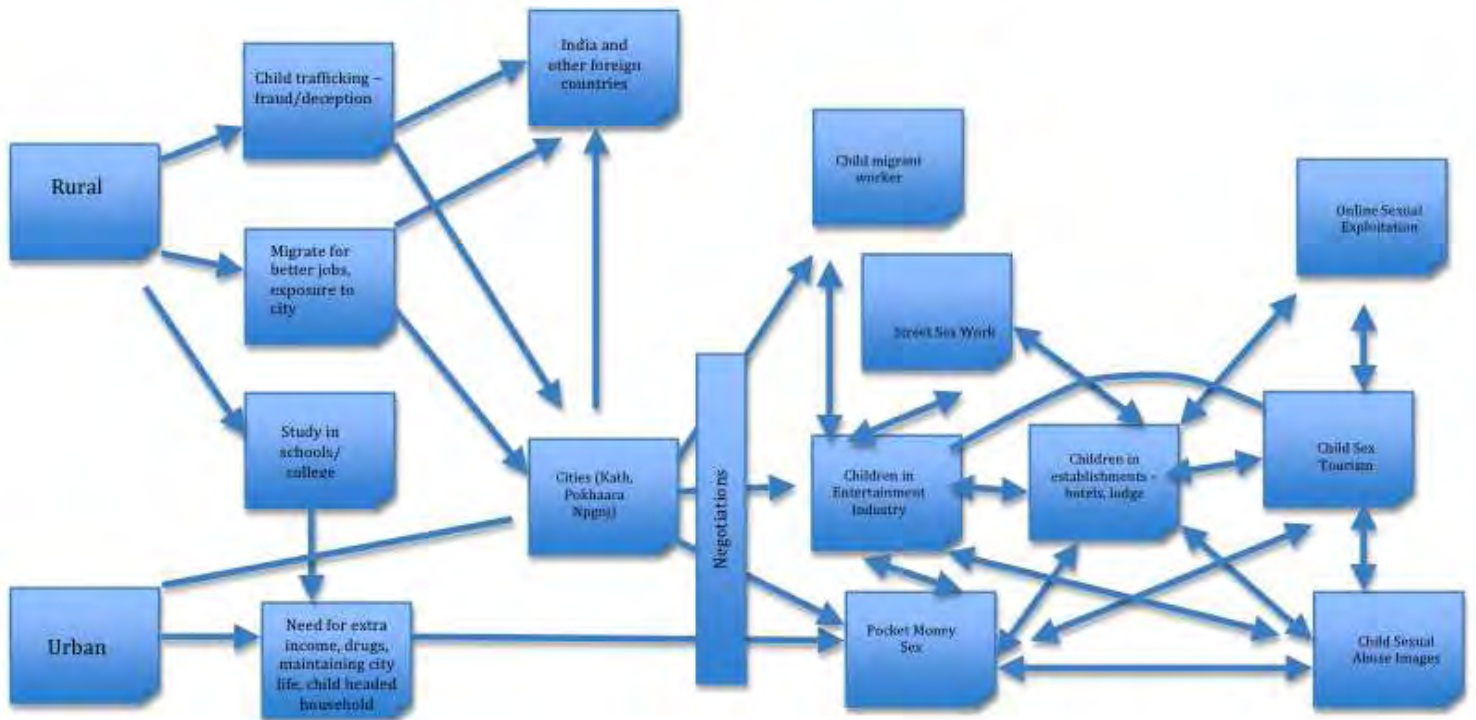 India and
other foreign
countries
Child trafficking –
fraud/deception
Child migrant
worker
Rural
Online Sexual
Exploitation
Migrate for
better jobs,
exposure to
city
Street Sex Work
Study in
schools/
college
Cities (Kath,
Pokhaara
Npgnj)
Negotiations
Children in
Entertainment
Industry
Children in
establishments –
hotels, lodge
Child Sex
Tourism
Urban
Need for extra
income, drugs,
maintaining city
life, child headed
household
Pocket Money
Sex
Child Sexual
Abuse Images